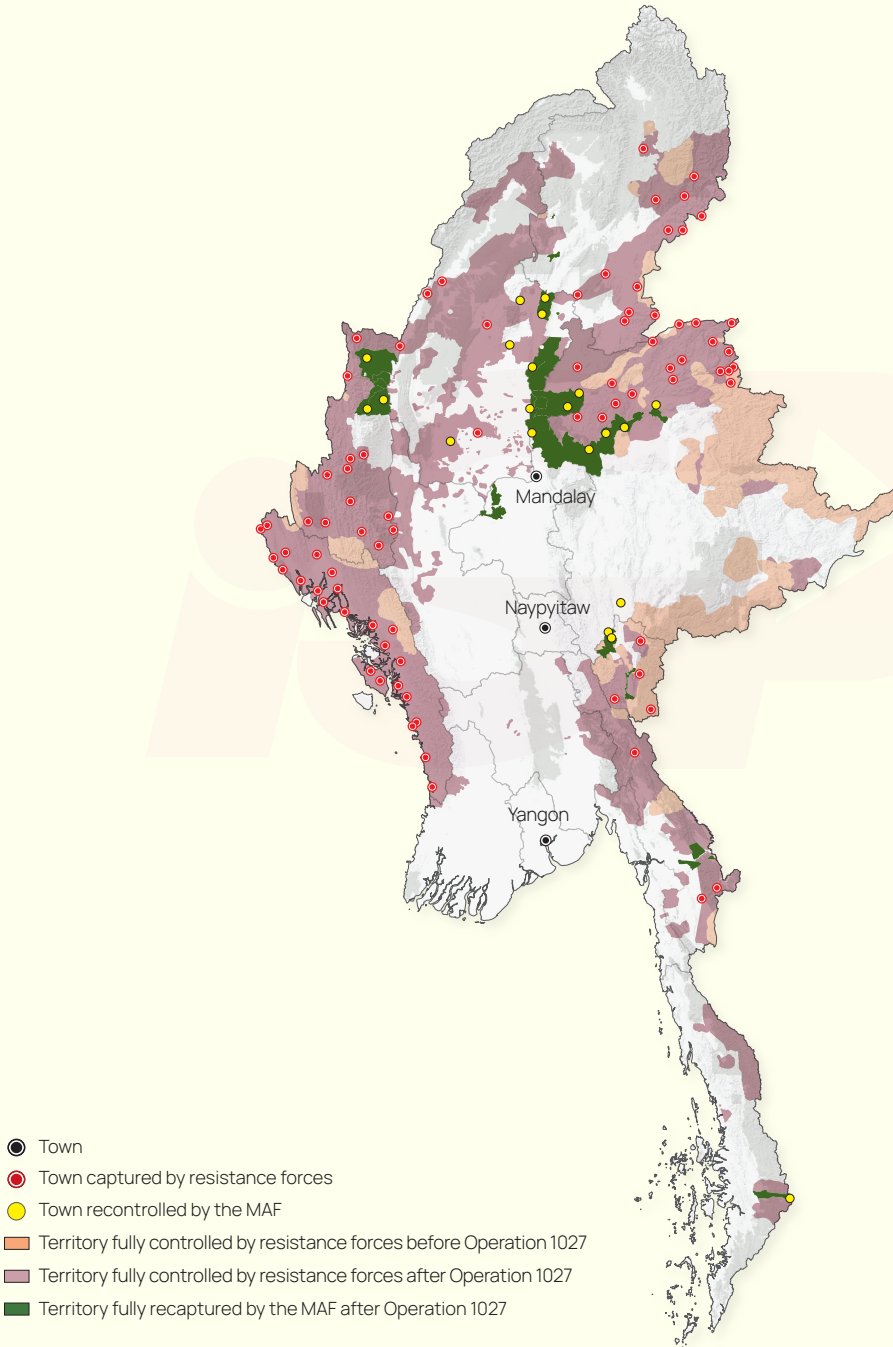 Mandalay
Naypyitaw
Yangon
Town
Town captured by resistance forces
Town recontrolled by the MAF
Territory fully controlled by resistance forces before Operation 1027
Territory fully controlled by resistance forces after Operation 1027
Territory fully recaptured by the MAF after Operation 1027